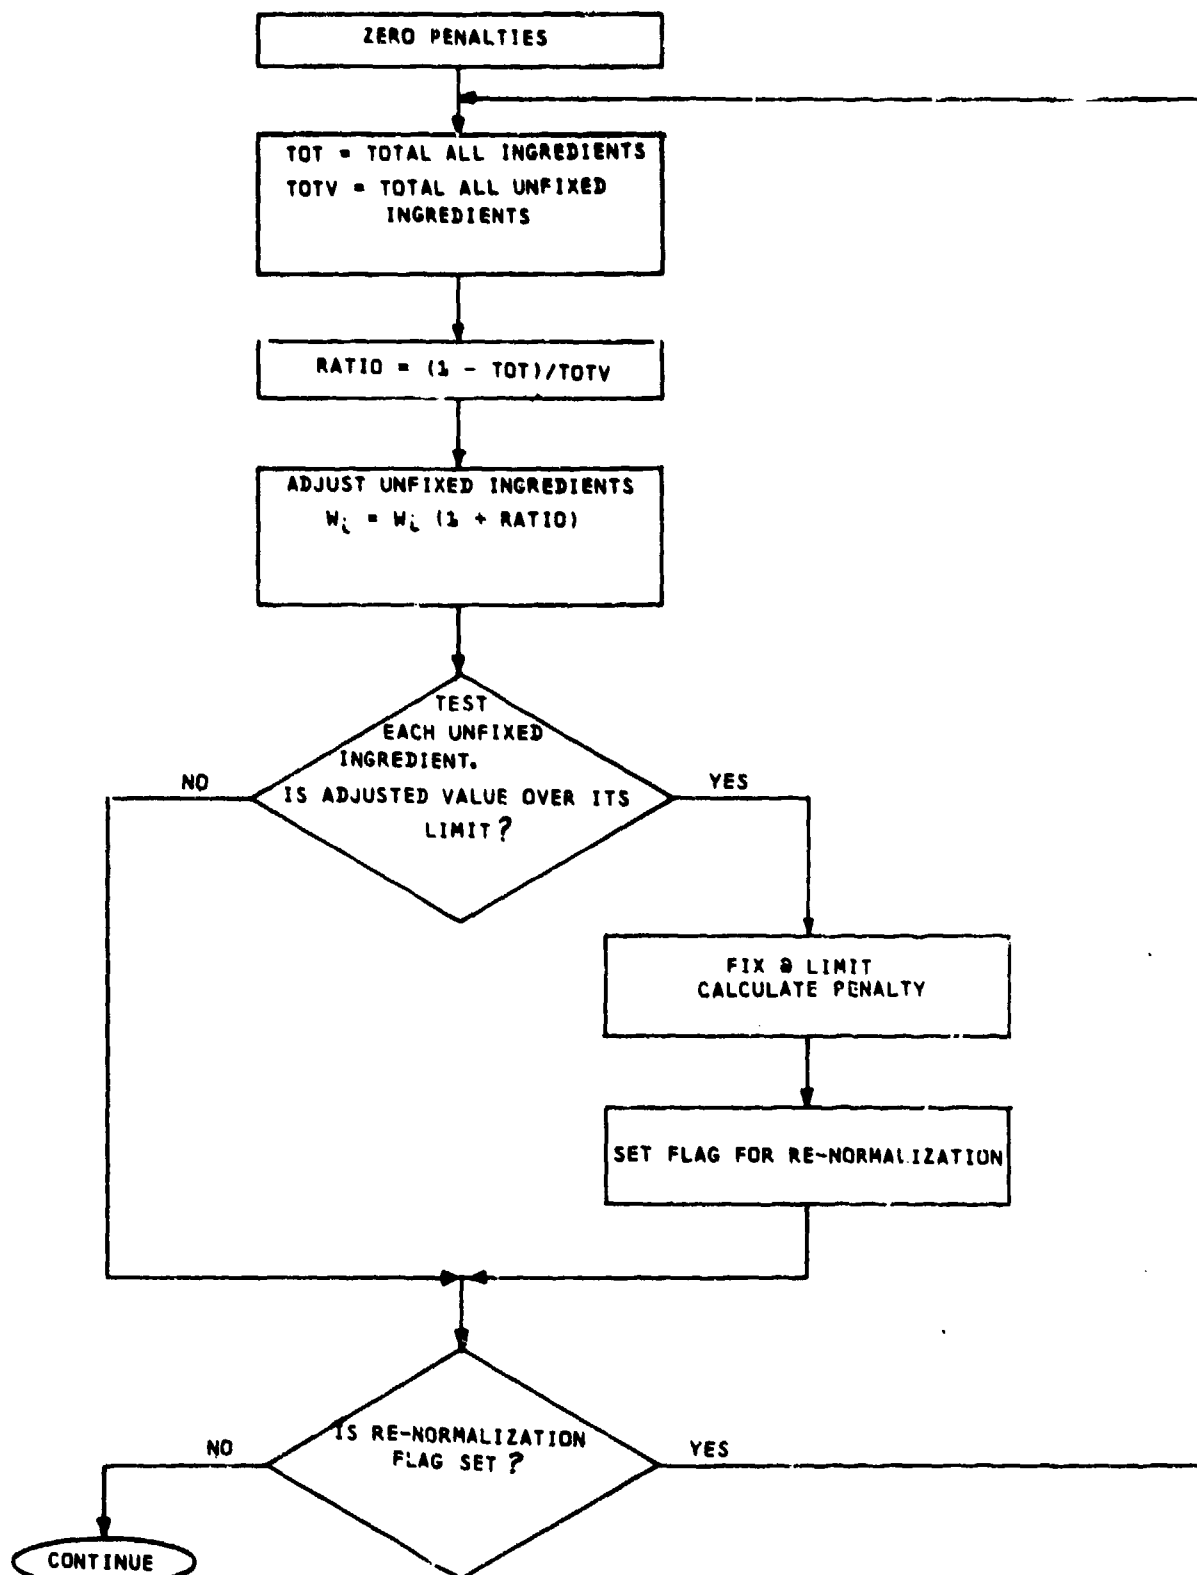 ZERO PENALTIES
TOT = TOTAL ALL INGREDIENTS
TOTV = TOTAL ALL UNFIXED
INGREDIENTS
RATIO = (1 - TOT)/TOTV
ADJUST UNFIXED INGREDIENTS
Wi = Wi (1 + RATIO)
TEST
EACH UNFIXED
INGREDIENT.
IS ADJUSTED VALUE OVER ITS
LIMIT?
NO
YES
FIX @ LIMIT
CALCULATE PENALTY
SET FLAG FOR RE-NORMALIZATION
IS RE-NORMALIZATION
FLAG SET?
NO
YES
CONTINUE